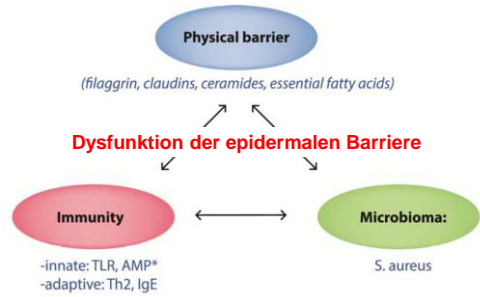 Physical barrier
(filaggrin, claudins, ceramides, essential fatty acids)
Dysfunktion der epidermalen Barriere
Immunity
Microbioma:
-innate: TLR, AMP*
-adaptive: Th2, IgE
S. aureus